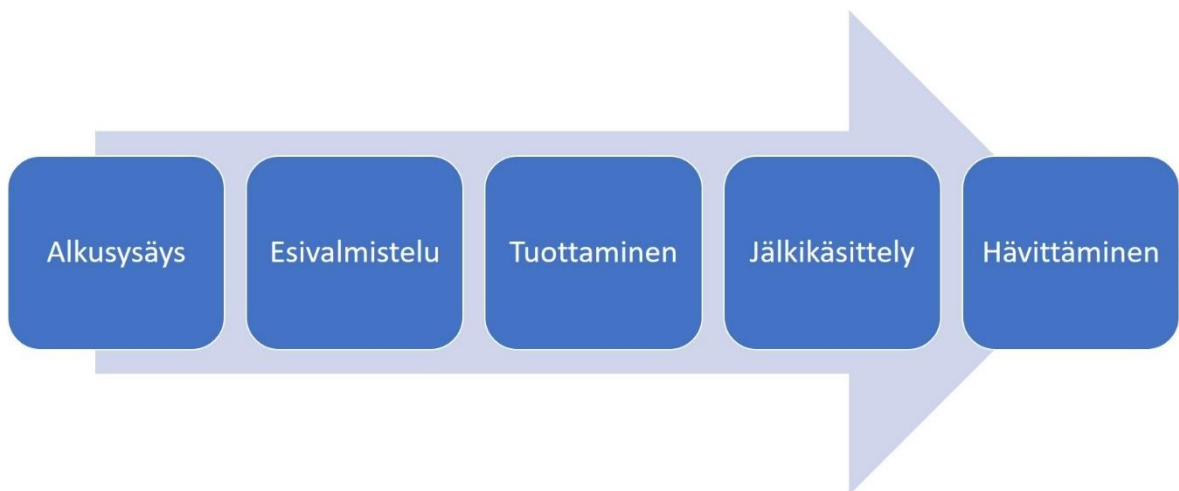 Alkusysäys
Esivalmistelu
Tuottaminen
Jälkikäsittely
Hävittäminen